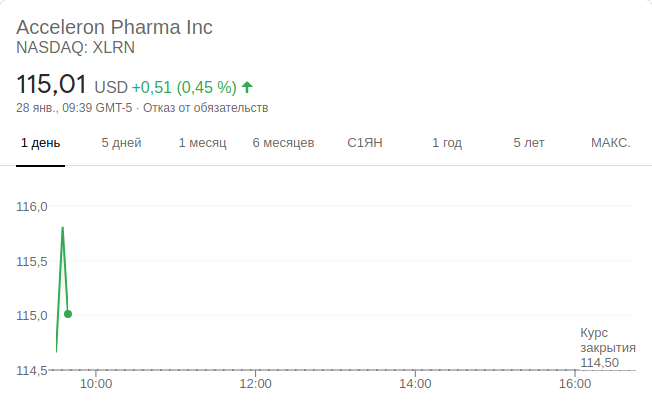 Acceleron Pharma Inc
NASDAQ: XLRN
115,01 USD +0,51 (0,45 %)
28 янв., 09:39 GMT-5 · Отказ от обязательств
1 день 5 дней 1 месяц 6 месяцев С1ЯН 1 год 5 лет МАКС.
116,0
115,5
115,0
Курс
закрытия
114,50
114,5
10:00 12:00 14:00 16:00